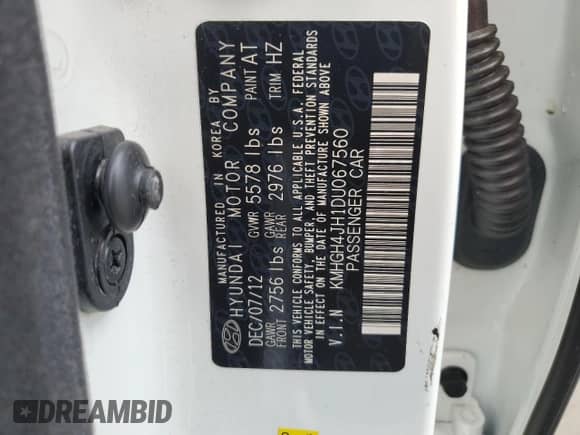 MANUFACTURED IN KOREA BY
HYUNDAI MOTOR COMPANY
DEC/07/12 GVWR 5578 lbs PAINT AT
GAWR FRONT 2756 lbs GAWR REAR 2976 lbs TRIM HZ
THIS VEHICLE CONFORMS TO ALL APPLICABLE U.S.A. FEDERAL
MOTOR VEHICLE SAFETY, BUMPER, AND THEFT PREVENTION STANDARDS
IN EFFECT ON THE DATE OF MANUFACTURE SHOWN ABOVE
V.I.N KMHGH4JH1DU067560
PASSENGER CAR
DREAMBID